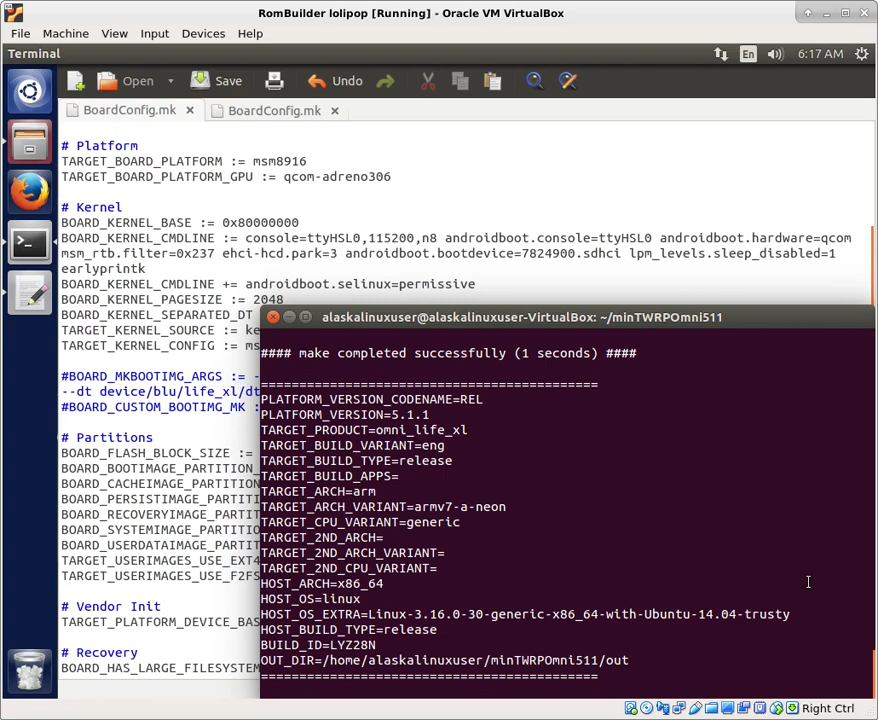 RomBuilder lolipop [Running] - Oracle VM VirtualBox
File Machine View Input Devices Help
Terminal En 6:17 AM
Open Save Undo
BoardConfig.mk × BoardConfig.mk ×
# Platform
TARGET_BOARD_PLATFORM := msm8916
TARGET_BOARD_PLATFORM_GPU := qcom-adreno306
# Kernel
BOARD_KERNEL_BASE := 0x80000000
BOARD_KERNEL_CMDLINE := console=ttyHSL0,115200,n8 androidboot.console=ttyHSL0 androidboot.hardware=qcom
msm_rtb.filter=0x237 ehci-hcd.park=3 androidboot.bootdevice=7824900.sdhci lpm_levels.sleep_disabled=1
earlyprintk
BOARD_KERNEL_CMDLINE += androidboot.selinux=permissive
BOARD_KERNEL_PAGESIZE := 2048
BOARD_KERNEL_SEPARATED_DT
TARGET_KERNEL_SOURCE := ke
TARGET_KERNEL_CONFIG := ms
#BOARD_MKBOOTIMG_ARGS := -
--dt device/blu/life_xl/dt
#BOARD_CUSTOM_BOOTIMG_MK :
# Partitions
BOARD_FLASH_BLOCK_SIZE :=
BOARD_BOOTIMAGE_PARTITION_
BOARD_CACHEIMAGE_PARTITI
BOARD_PERSISTIMAGE_PARTITI
BOARD_RECOVERYIMAGE_PARTIT
BOARD_SYSTEMIMAGE_PARTITIO
BOARD_USERDATAIMAGE_PARTIT
TARGET_USERIMAGES_USE_EXT4
TARGET_USERIMAGES_USE_F2FS
# Vendor Init
TARGET_PLATFORM_DEVICE_BAS
# Recovery
BOARD_HAS_LARGE_FILESYSTEM
alaskalinuxuser@alaskalinuxuser-VirtualBox: ~/minTWRPOmni511
#### make completed successfully (1 seconds) ####
============================================
PLATFORM_VERSION_CODENAME=REL
PLATFORM_VERSION=5.1.1
TARGET_PRODUCT=omni_life_xl
TARGET_BUILD_VARIANT=eng
TARGET_BUILD_TYPE=release
TARGET_BUILD_APPS=
TARGET_ARCH=arm
TARGET_ARCH_VARIANT=armv7-a-neon
TARGET_CPU_VARIANT=generic
TARGET_2ND_ARCH=
TARGET_2ND_ARCH_VARIANT=
TARGET_2ND_CPU_VARIANT=
HOST_ARCH=x86_64
HOST_OS=linux
HOST_OS_EXTRA=Linux-3.16.0-30-generic-x86_64-with-Ubuntu-14.04-trusty
HOST_BUILD_TYPE=release
BUILD_ID=LYZ28N
OUT_DIR=/home/alaskalinuxuser/minTWRPOmni511/out
============================================
Right Ctrl